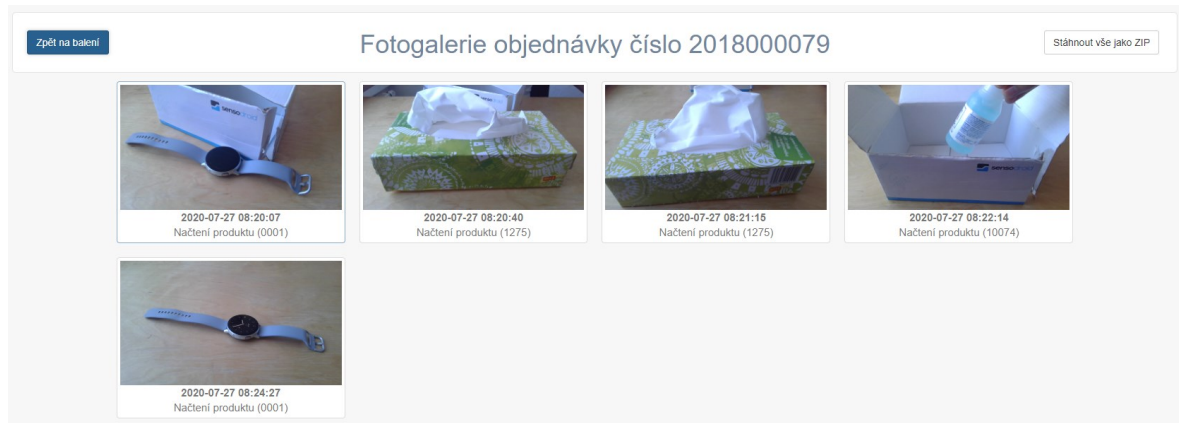 Zpět na balení
Fotogalerie objednávky číslo 2018000079
Stáhnout vše jako ZIP
sensodroid
2020-07-27 08:20:07
Načtení produktu (0001)
2020-07-27 08:20:40
Načtení produktu (1275)
2020-07-27 08:21:15
Načtení produktu (1275)
sensodroid
2020-07-27 08:22:14
Načtení produktu (10074)
2020-07-27 08:24:27
Načtení produktu (0001)